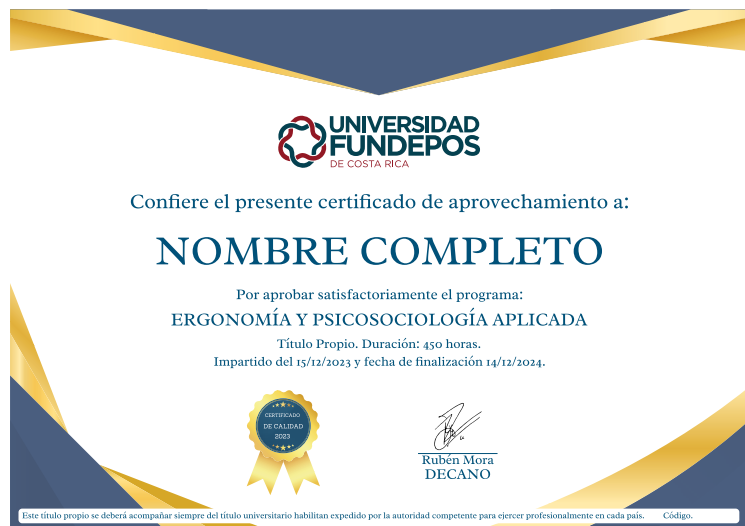 UNIVERSIDAD
FUNDEPOS
DE COSTA RICA
Confiere el presente certificado de aprovechamiento a:
NOMBRE COMPLETO
Por aprobar satisfactoriamente el programa:
ERGONOMÍA Y PSICOSOCIOLOGÍA APLICADA
Título Propio. Duración: 450 horas.
Impartido del 15/12/2023 y fecha de finalización 14/12/2024.
CERTIFICADO
DE CALIDAD
2023
Rubén Mora
DECANO
Este título propio se deberá acompañar siempre del título universitario habilitan expedido por la autoridad competente para ejercer profesionalmente en cada país. Código.